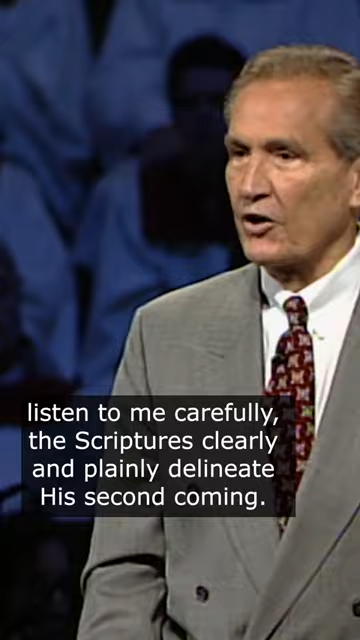 listen to me carefully,
the Scriptures clearly
and plainly delineate
His second coming.